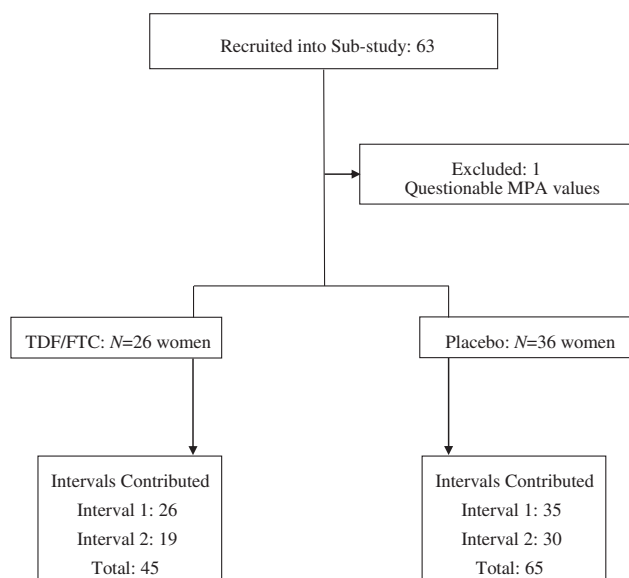 Recruited into Sub-study: 63
Excluded: 1
Questionable MPA values
TDF/FTC: N=26 women
Placebo: N=36 women
Intervals Contributed
Interval 1: 26
Interval 2: 19
Total: 45
Intervals Contributed
Interval 1: 35
Interval 2: 30
Total: 65